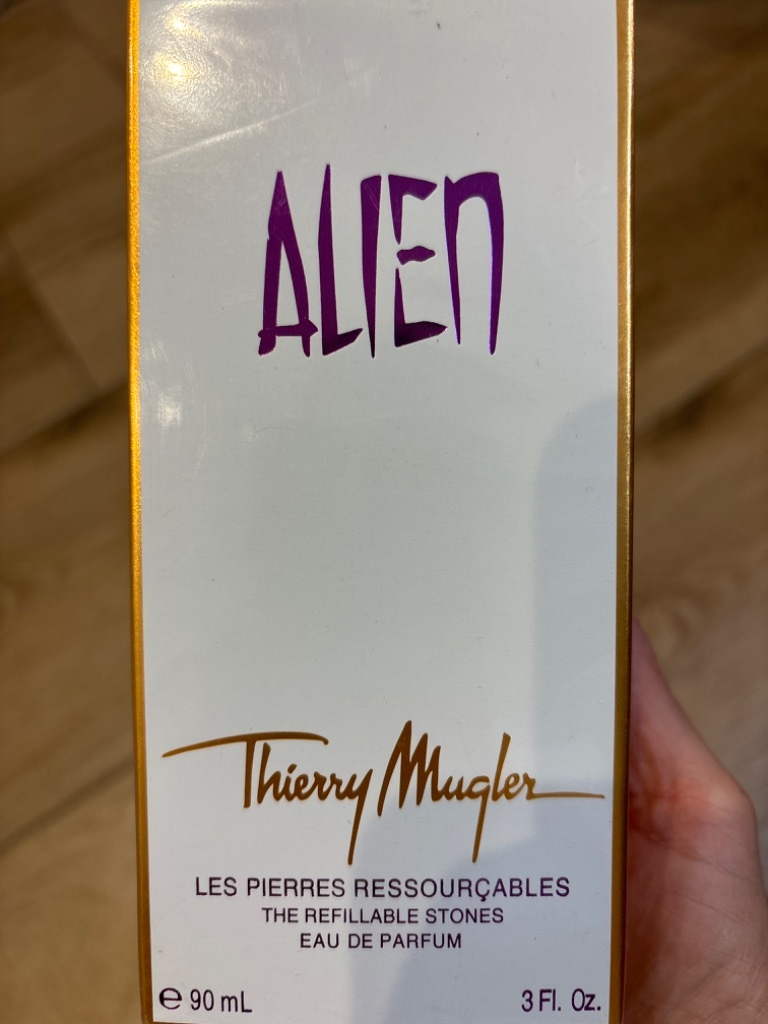 ALIEN
Thierry Mugler
LES PIERRES RESSOURÇABLES
THE REFILLABLE STONES
EAU DE PARFUM
℮ 90 mL 3 Fl. Oz.